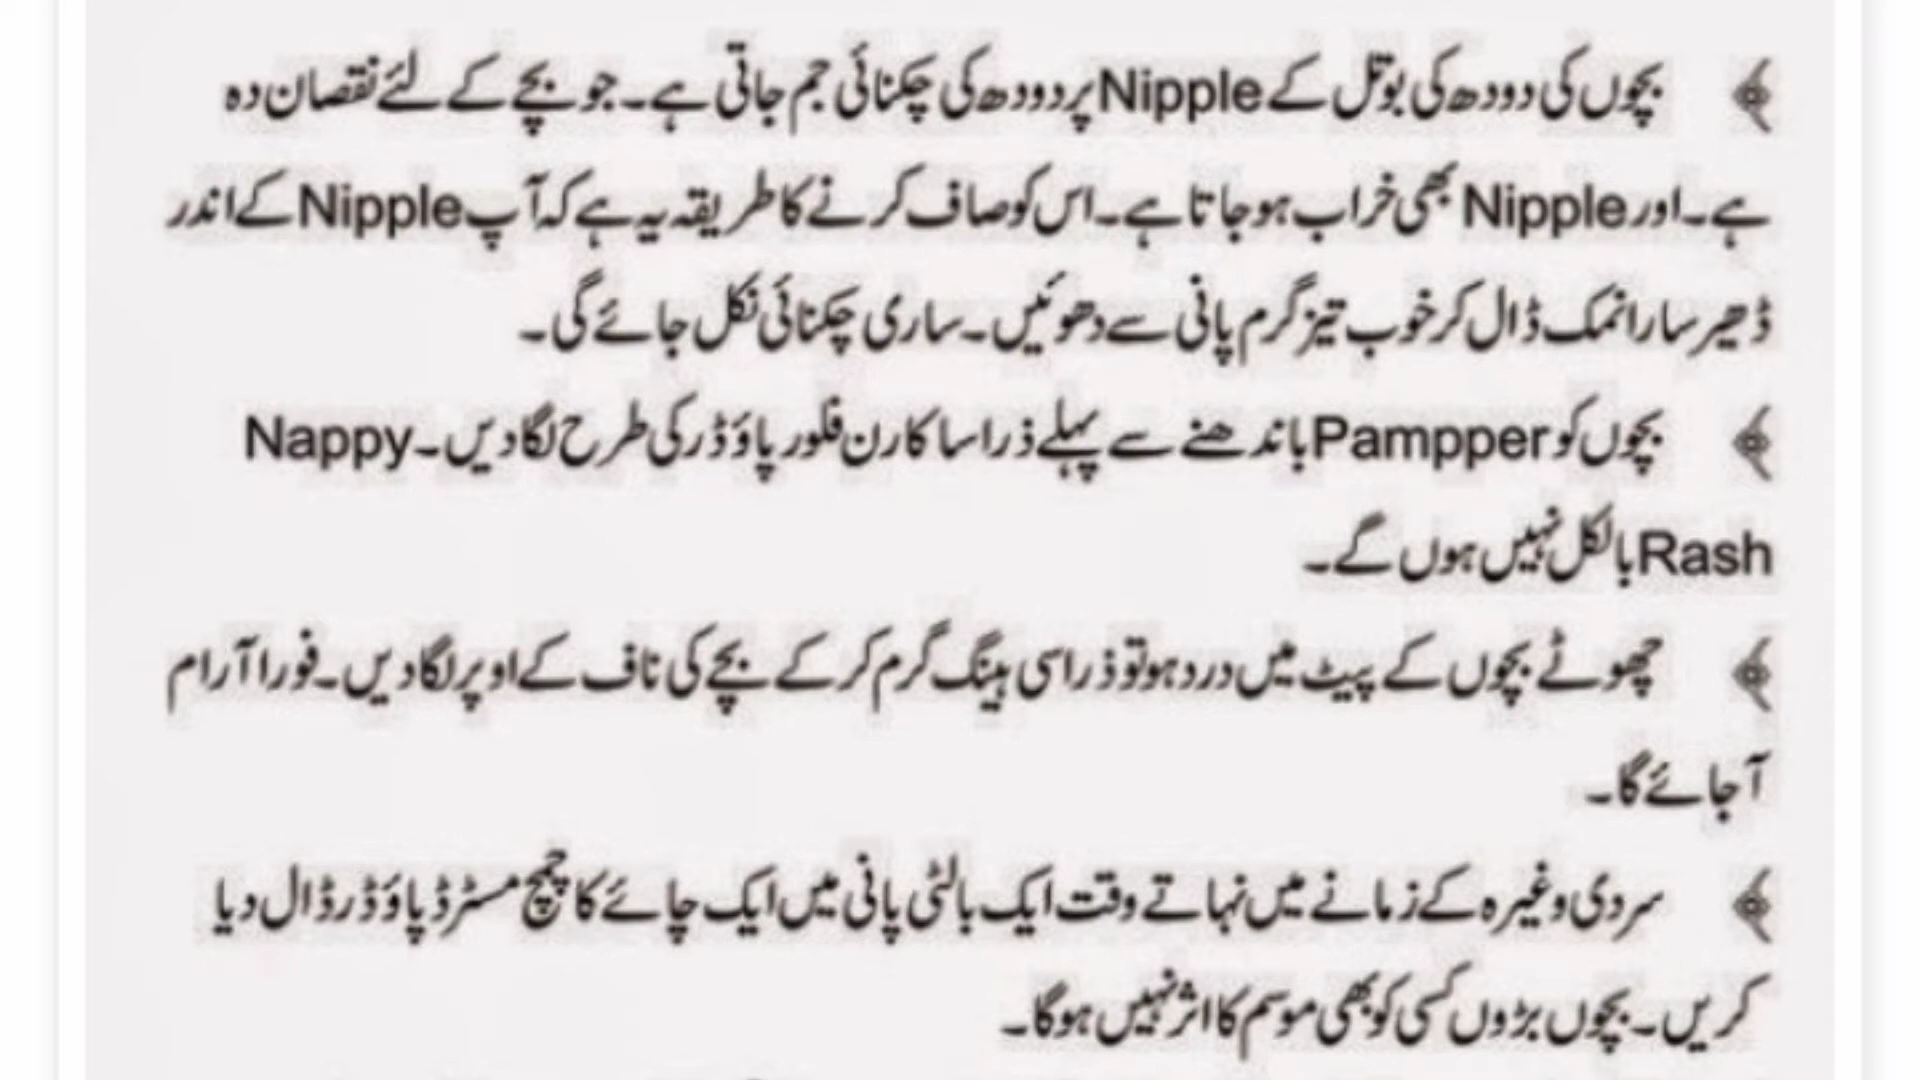 بچوں کی دودھ کی بوتل کے Nipple پر دودھ کی چکنائی جم جاتی ہے۔ جو بچے کے لئے نقصان دہ
ہے۔ اور Nipple بھی خراب ہو جاتا ہے۔ اس کو صاف کرنے کا طریقہ یہ ہے کہ آپ Nipple کے اندر
ڈھیر سارا نمک ڈال کر خوب تیز گرم پانی سے دھوئیں۔ ساری چکنائی نکل جائے گی۔
بچوں کو Pampper باندھنے سے پہلے ذرا سا کارن فلور پاؤڈر کی طرح لگا دیں۔ Nappy
Rash بالکل نہیں ہوں گے۔
چھوٹے بچوں کے پیٹ میں درد ہو تو ذرا سی ہینگ گرم کر کے بچے کی ناف کے اوپر لگا دیں۔ فورا آرام
آ جائے گا۔
سردی وغیرہ کے زمانے میں نہاتے وقت ایک بالٹی پانی میں ایک چائے کا چمچ مسٹرڈ پاؤڈر ڈال دیا
کریں۔ بچوں بڑوں کسی کو بھی موسم کا اثر نہیں ہوگا۔